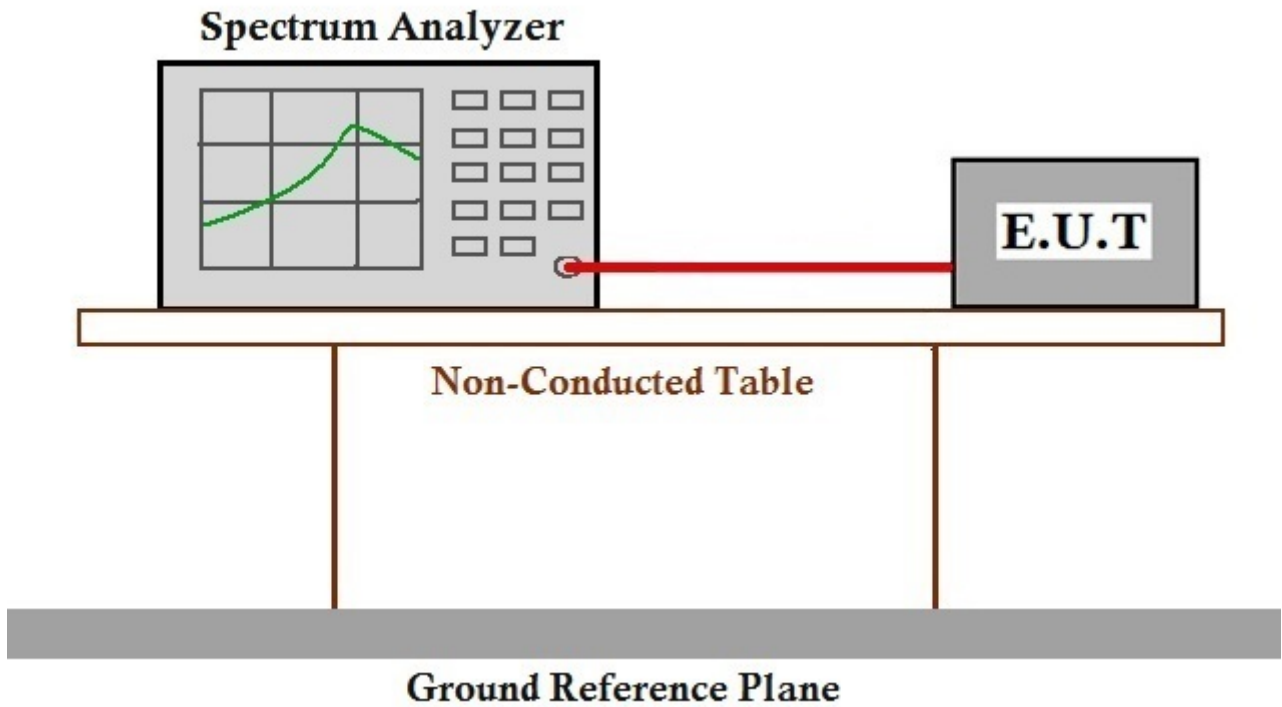 Spectrum Analyzer
E.U.T
Non-Conducted Table
Ground Reference Plane